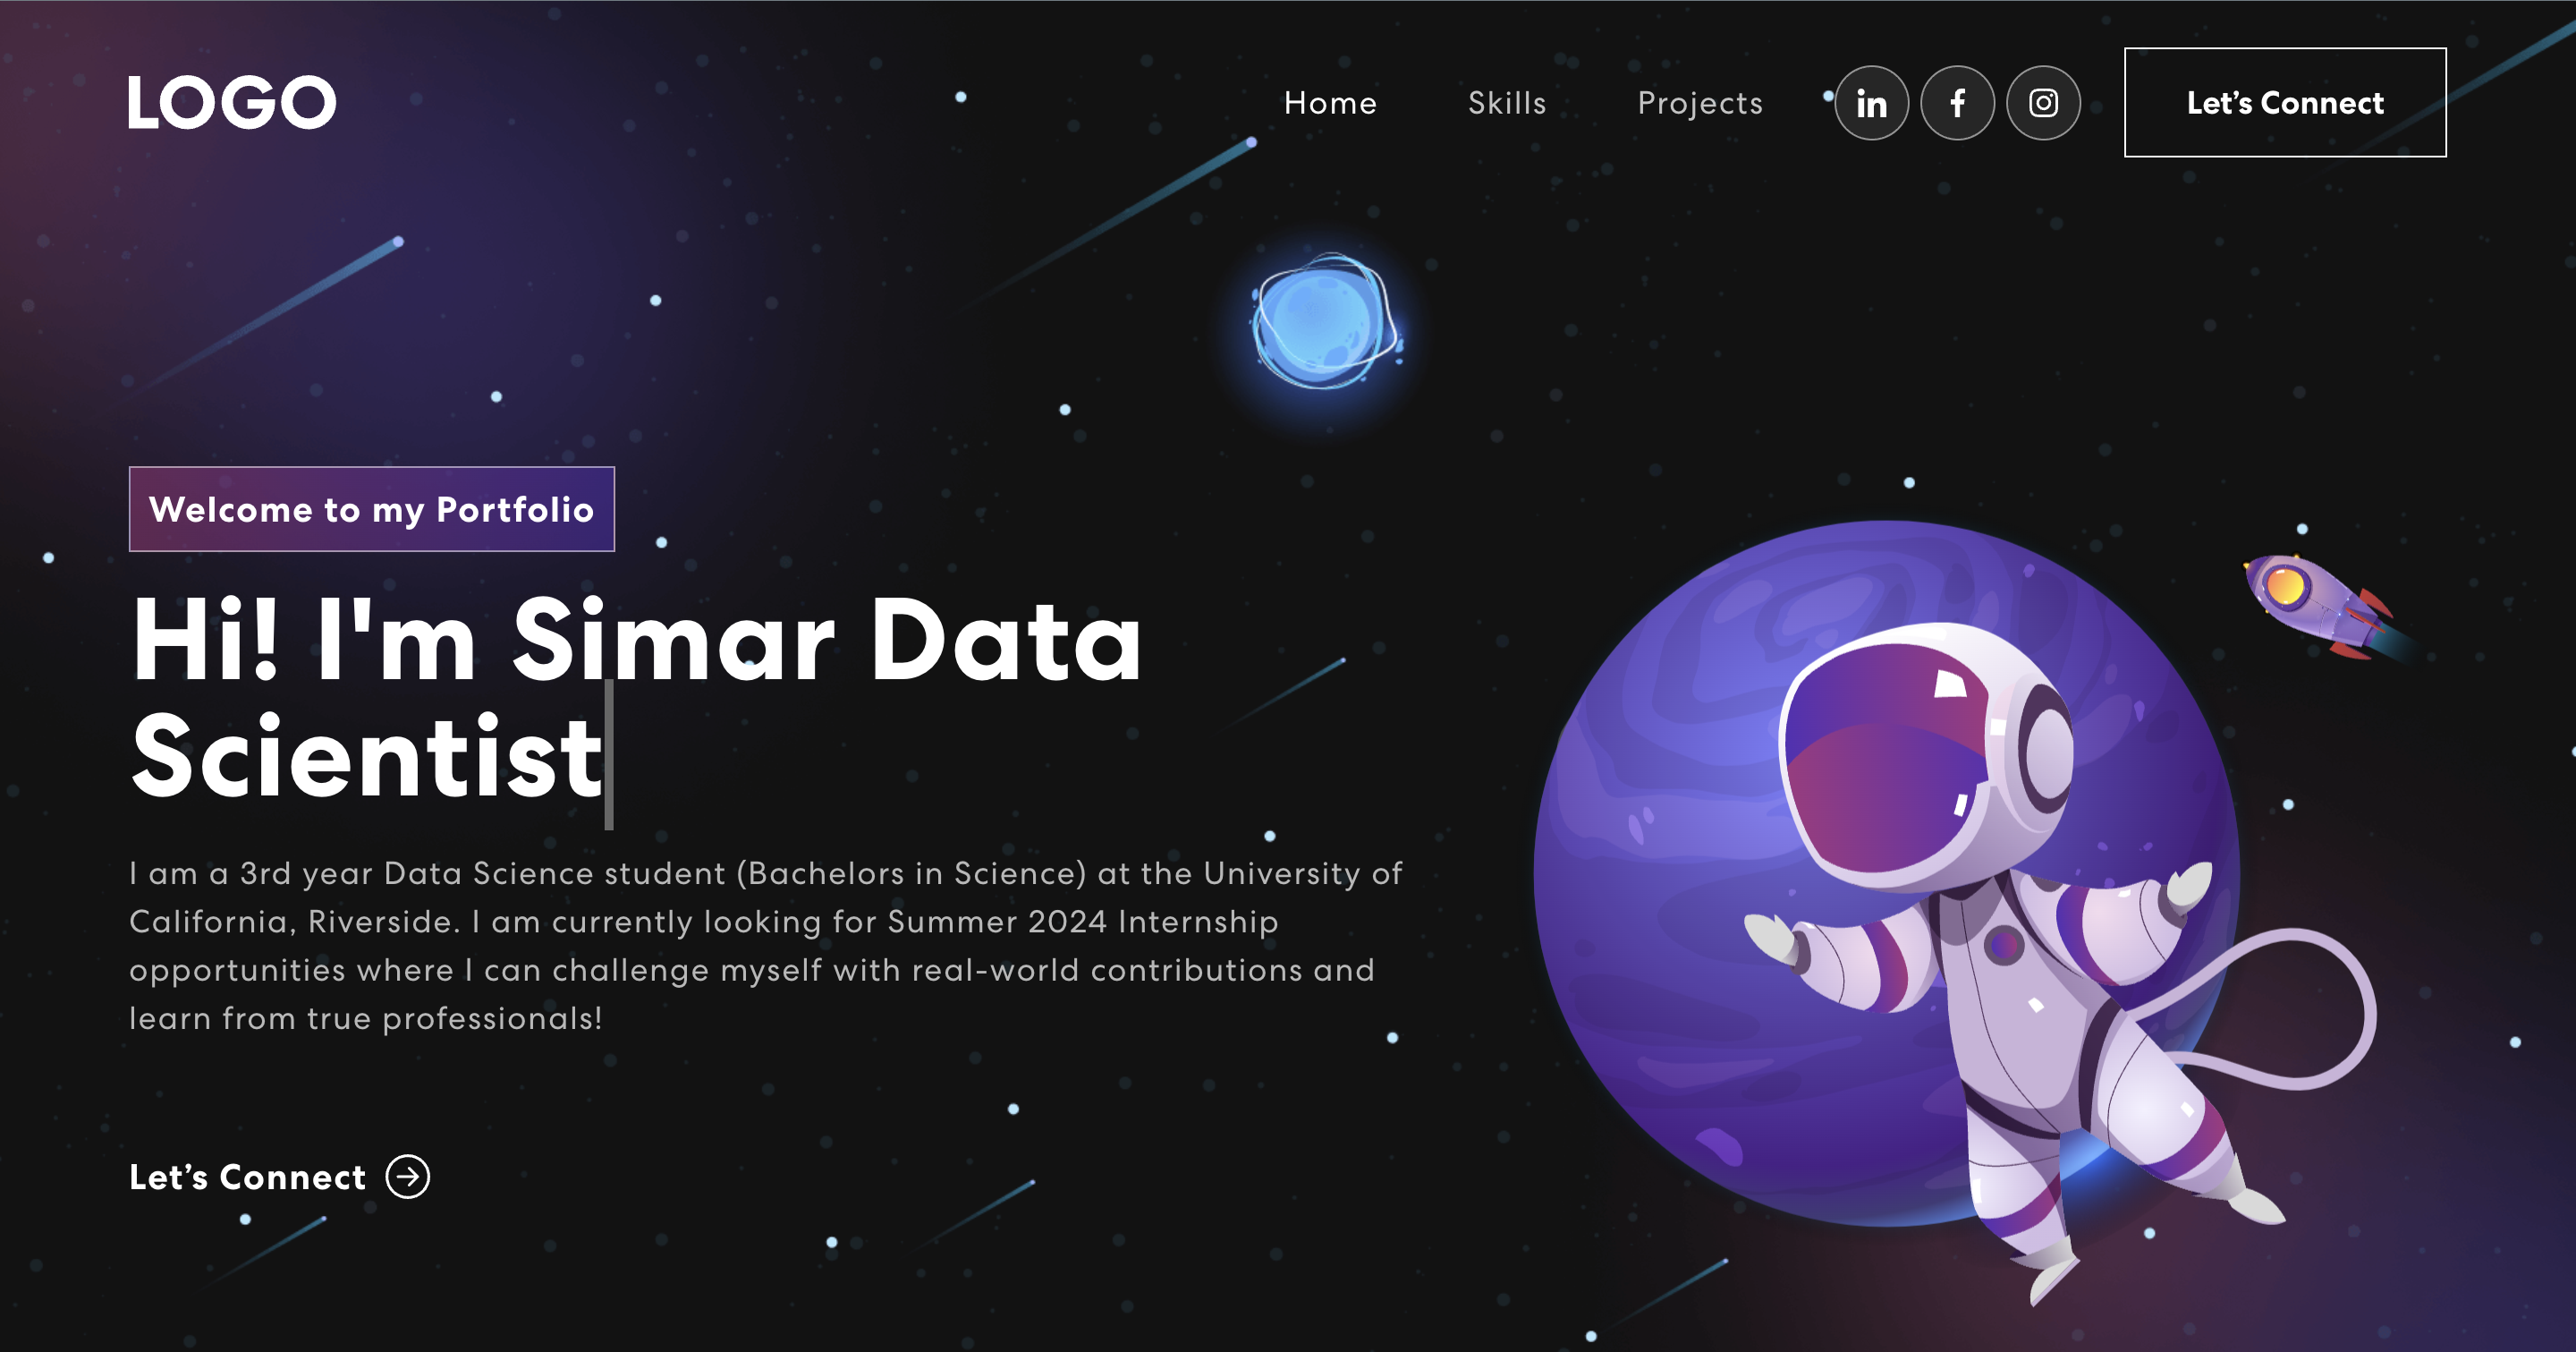 LOGO
Home
Skills
Projects
in
f
Let’s Connect
Welcome to my Portfolio
Hi! I'm Simar Data
Scientist
I am a 3rd year Data Science student (Bachelors in Science) at the University of
California, Riverside. I am currently looking for Summer 2024 Internship
opportunities where I can challenge myself with real-world contributions and
learn from true professionals!
Let’s Connect